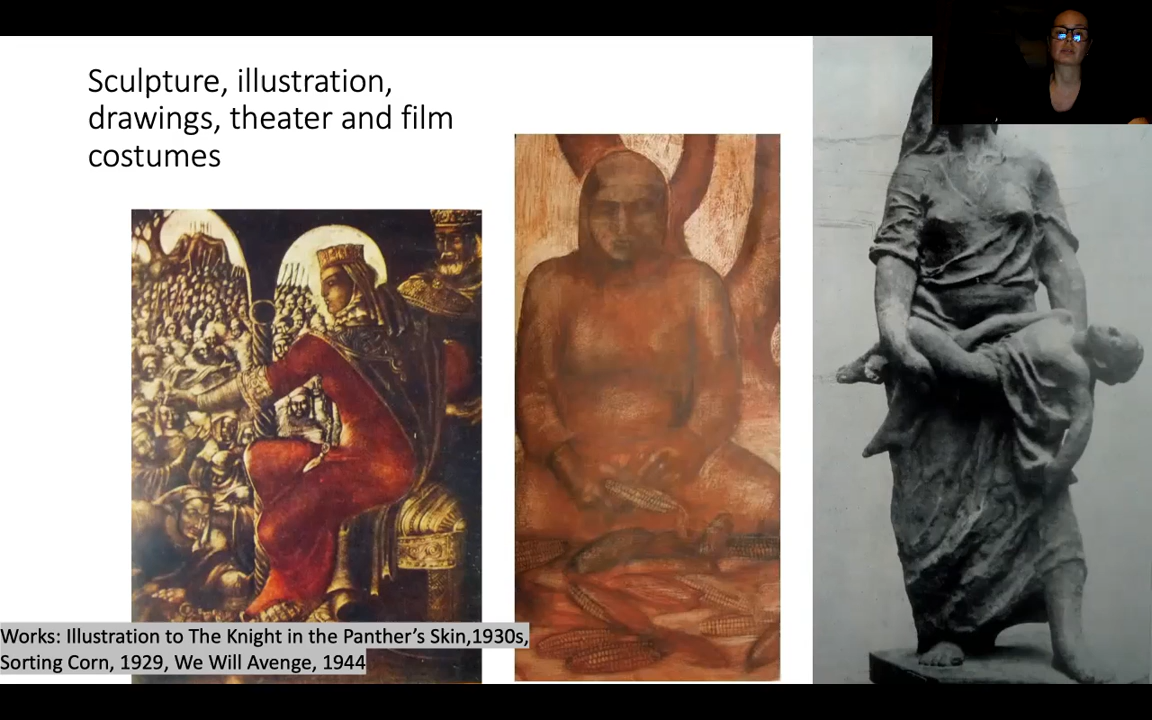 Sculpture, illustration,
drawings, theater and film
costumes
Works: Illustration to The Knight in the Panther’s Skin,1930s,
Sorting Corn, 1929, We Will Avenge, 1944